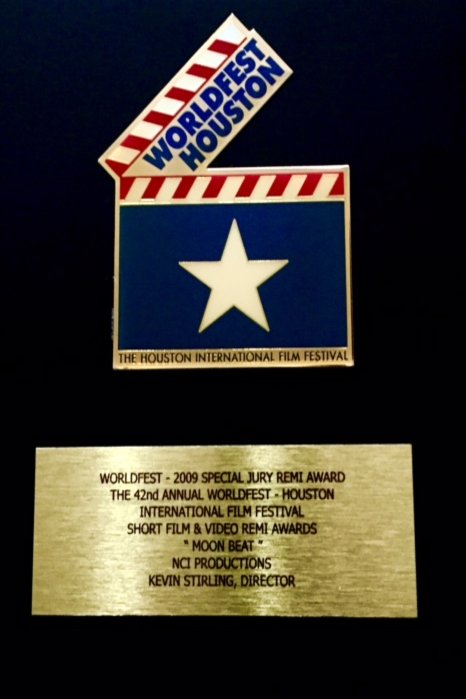 WORLDFEST
HOUSTON
THE HOUSTON INTERNATIONAL FILM FESTIVAL
WORLDFEST - 2009 SPECIAL JURY REMI AWARD
THE 42nd ANNUAL WORLDFEST - HOUSTON
INTERNATIONAL FILM FESTIVAL
SHORT FILM & VIDEO REMI AWARDS
" MOON BEAT "
NCI PRODUCTIONS
KEVIN STIRLING, DIRECTOR